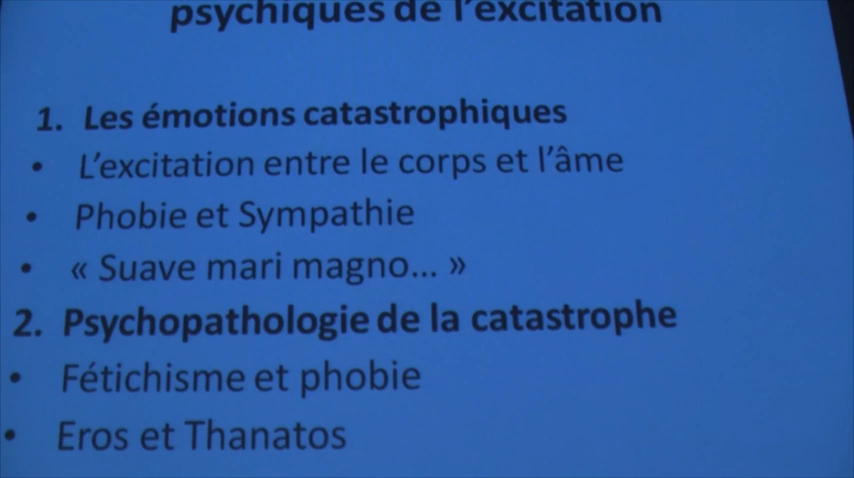 psychiques de l'excitation
1. Les émotions catastrophiques
• L'excitation entre le corps et l'âme
• Phobie et Sympathie
• « Suave mari magno... »
2. Psychopathologie de la catastrophe
• Fétichisme et phobie
• Eros et Thanatos